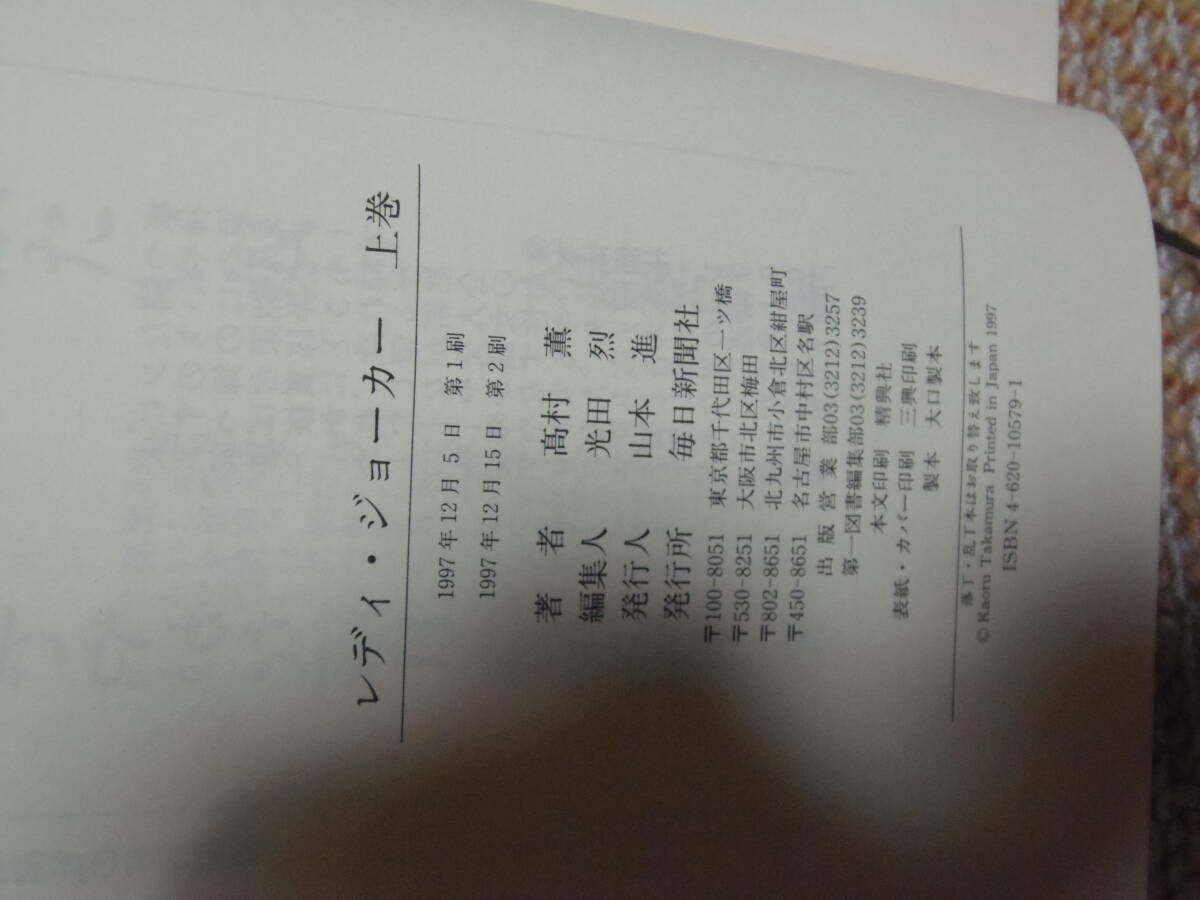 レディ・ジョーカー 上巻
1997年12月5日 第1刷
1997年12月15日 第2刷
著者 髙村薫
編集人 光田烈
発行人 山本進
発行所 毎日新聞社
〒100-8051 東京都千代田区一ツ橋
〒530-8251 大阪市北区梅田
〒802-8651 北九州市小倉北区紺屋町
〒450-8651 名古屋市中村区名駅
出版営業部03(3212)3257
第一図書編集部03(3212)3239
本文印刷 精興社
表紙・カバー印刷 三興印刷
製本 大口製本
落丁・乱丁本はお取り替え致します
© Kaoru Takamura Printed in Japan 1997
ISBN 4-620-10579-1